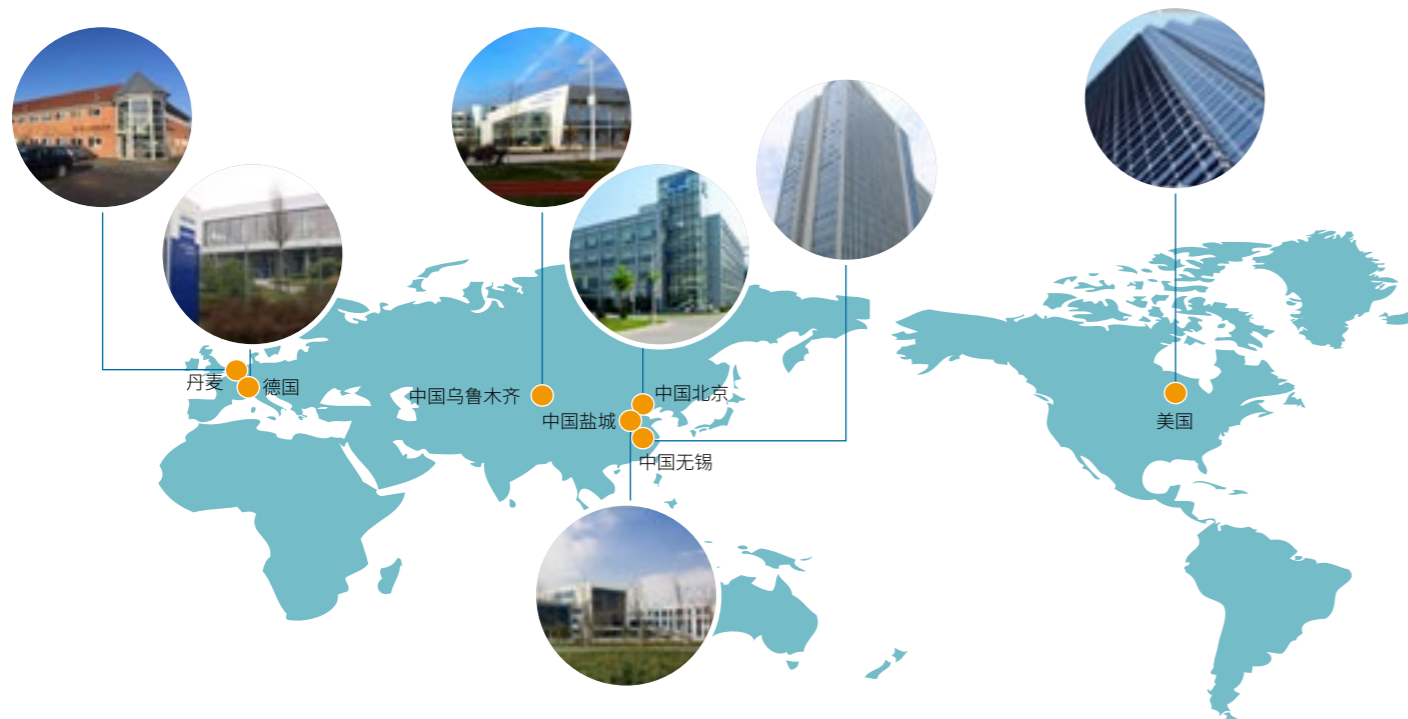 丹麦
德国
中国乌鲁木齐
中国北京
中国盐城
中国无锡
美国